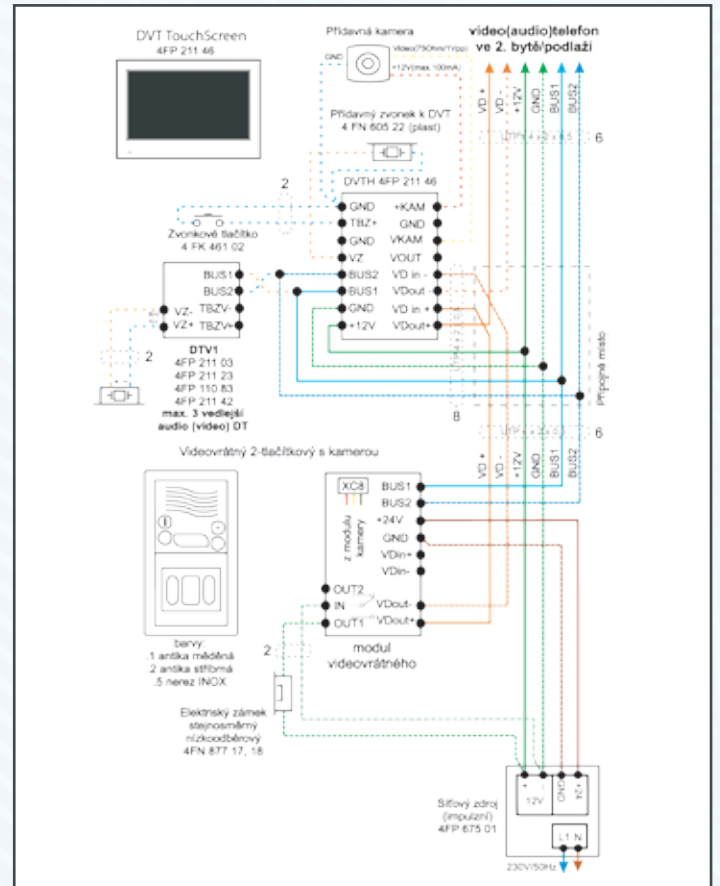 DVT TouchScreen
4FP 211 46
Přídavná kamera
GND
Video(75Ohm/1Vpp)
+12V(max. 100mA)
video(audio)telefon
ve 2. bytě/podlaží
VD +
VD -
+12V
GND
BUS1
BUS2
6
Přídavný zvonek k DVT
4 FN 605 22 (plast)
2
DVTH 4FP 211 46
GND
TBZ+
GND
VZ
BUS2
BUS1
GND
+12V
+KAM
GND
VKAM
VOUT
VD in -
VDout -
VD in +
VDout+
Zvonkové tlačítko
4 FK 461 02
BUS1
BUS2
VZ- TBZV-
VZ+ TBZV+
2
DTV1
4FP 211 03
4FP 211 23
4FP 110 83
4FP 211 42
max. 3 vedlejší
audio (video) DT
8
Přípojná místo
6
VD +
VD -
+12V
GND
BUS1
BUS2
Videovrátný 2-tlačítkový s kamerou
XC8
z modulu
kamery
BUS1
BUS2
+24V
GND
VDin+
VDin-
OUT2
IN
OUT1
VDout-
VDout+
modul
videovrátného
barvy:
.1 antika měděná
.2 antika stříbrná
.5 nerez INOX
2
Elektriský zámek
stejnosměrný
nízkoodběrový
4FN 877 17, 18
Síťový zdroj
(impulzní)
4FP 675 01
+
-
12V
GND
+24
L1 N
230V/50Hz